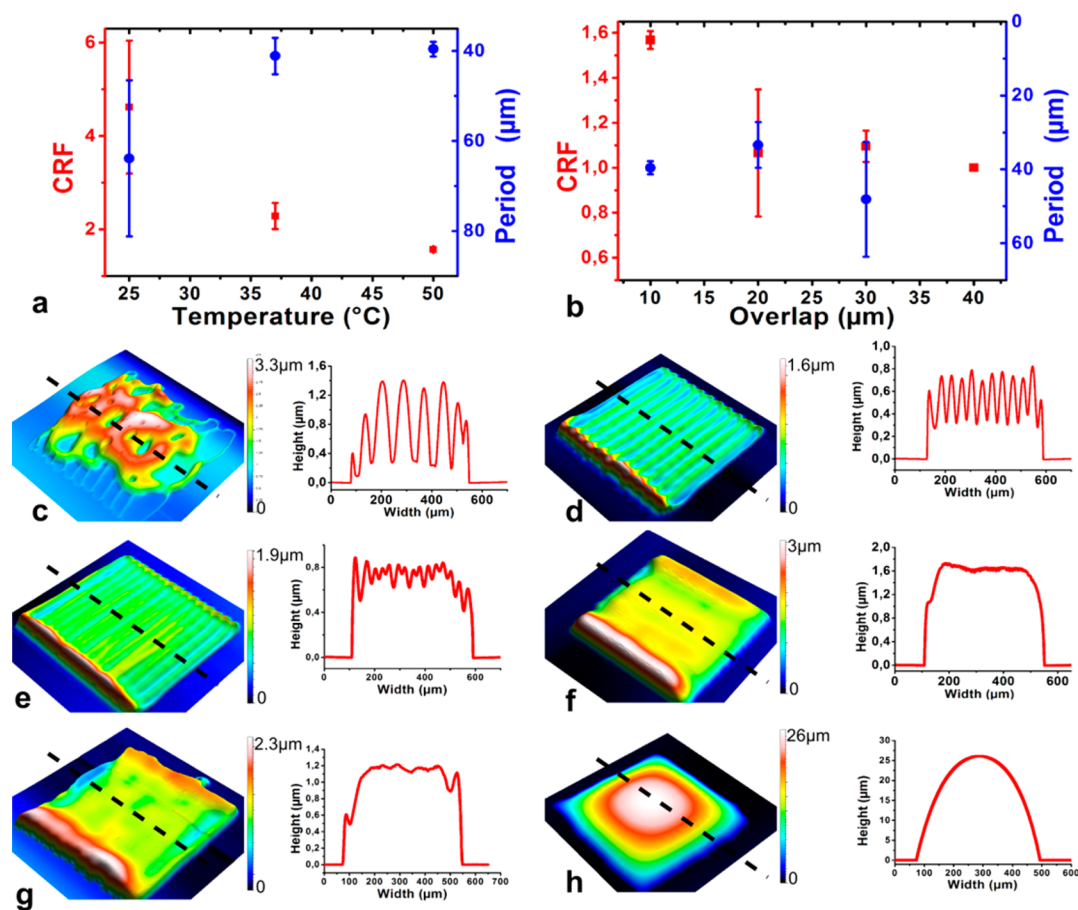 CRF
6
4
2
25
30
35
40
45
50
Temperature (°C)
40
60
80
Period (µm)
a
CRF
1,6
1,4
1,2
1,0
0,8
0,6
10
15
20
25
30
35
40
Overlap (µm)
0
20
40
60
Period (µm)
b
3.3µm
0
c
Height (µm)
1,6
1,2
0,8
0,4
0,0
0 200 400 600
Width (µm)
1.6µm
0
d
Height (µm)
1,0
0,8
0,6
0,4
0,2
0,0
0 200 400 600
Width (µm)
1.9µm
0
e
Height (µm)
0,8
0,4
0,0
0 200 400 600
Width (µm)
3µm
0
f
Height (µm)
2,0
1,6
1,2
0,8
0,4
0,0
0 200 400 600
Width (µm)
2.3µm
0
g
Height (µm)
1,4
1,2
1,0
0,8
0,6
0,4
0,2
0,0
0 100 200 300 400 500 600 700
Width (µm)
26µm
0
h
Height (µm)
30
25
20
15
10
5
0
0 100 200 300 400 500 600
Width (µm)